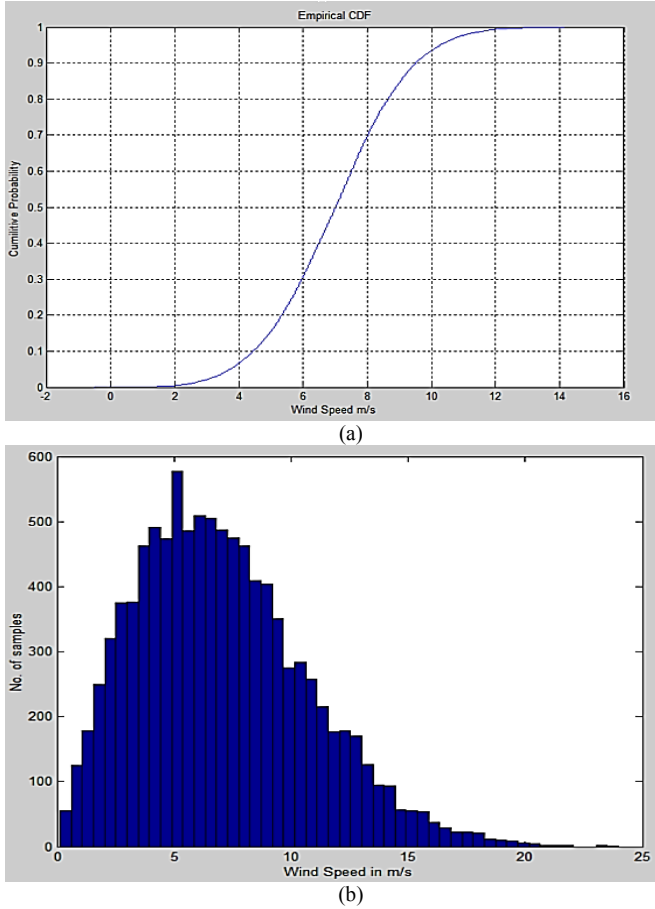 Empirical CDF
1
0.9
0.8
0.7
0.6
0.5
0.4
0.3
0.2
0.1
0
Cumilitive Probability
-2 0 2 4 6 8 10 12 14 16
Wind Speed m/s
(a)
600
500
400
300
200
100
0
No. of samples
0 5 10 15 20 25
Wind Speed in m/s
(b)